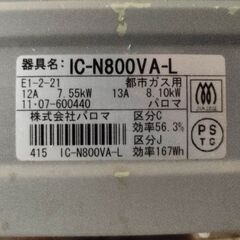 器具名: IC-N800VA-L
E1-2-21 都市ガス用
12A 7.55kW 13A 8.10kW
11・07-600440 パロマ
株式会社パロマ 区分C
効率56.3%
区分J
415 IC-N800VA-L 効率167Wh
PS
TG